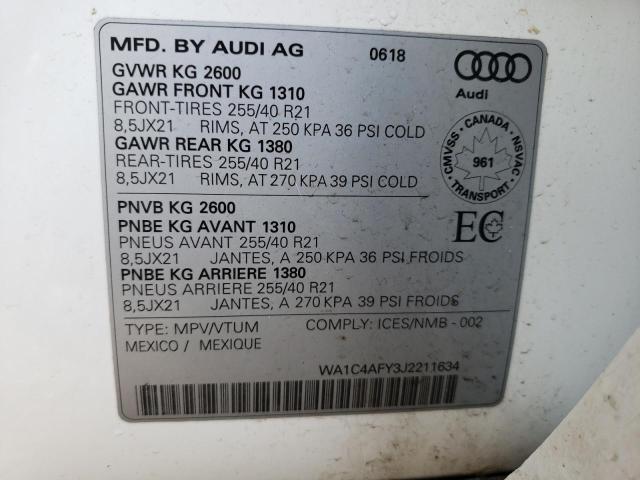 MFD. BY AUDI AG 0618
GVWR KG 2600
GAWR FRONT KG 1310
FRONT-TIRES 255/40 R21
8,5JX21 RIMS, AT 250 KPA 36 PSI COLD
GAWR REAR KG 1380
REAR-TIRES 255/40 R21
8,5JX21 RIMS, AT 270 KPA 39 PSI COLD
Audi
CMVSS - CANADA - NSVAC
961
TRANSPORT
PNVB KG 2600
PNBE KG AVANT 1310
PNEUS AVANT 255/40 R21
8,5JX21 JANTES, A 250 KPA 36 PSI FROIDS
PNBE KG ARRIERE 1380
PNEUS ARRIERE 255/40 R21
8,5JX21 JANTES, A 270 KPA 39 PSI FROIDS
EC
TYPE: MPV/VTUM COMPLY: ICES/NMB - 002
MEXICO / MEXIQUE
WA1C4AFY3J2211634